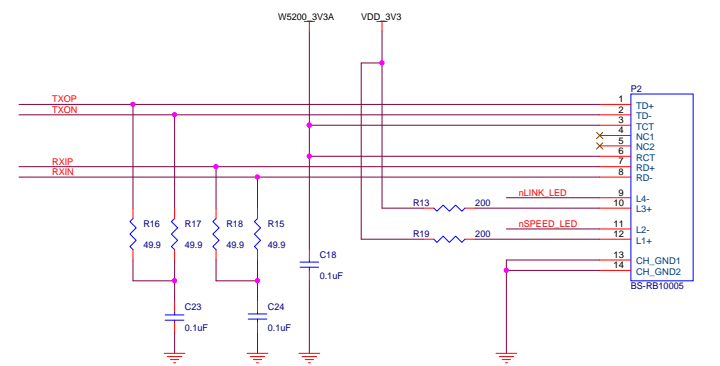 W5200_3V3A
VDD_3V3
P2
TXOP
1
TD+
TXON
2
TD-
3
TCT
4
NC1
5
NC2
6
RCT
RXIP
7
RD+
RXIN
8
RD-
nLINK_LED
9
L4-
R13
200
10
L3+
nSPEED_LED
11
L2-
R19
200
12
L1+
R16
R17
R18
R15
49.9
49.9
49.9
49.9
C18
0.1uF
13
CH_GND1
14
CH_GND2
BS-RB10005
C23
0.1uF
C24
0.1uF